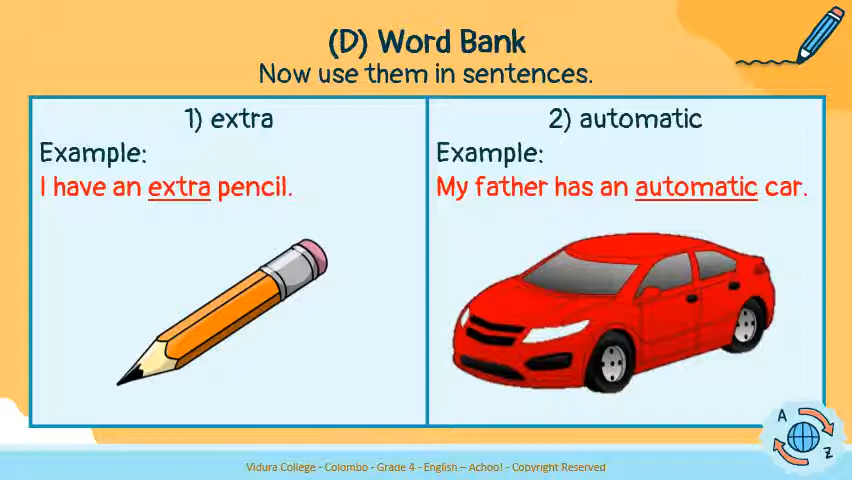 (D) Word Bank
Now use them in sentences.
1) extra
Example:
I have an extra pencil.
2) automatic
Example:
My father has an automatic car.
A
Z
Vidura College - Colombo - Grade 4 - English – Achoo! - Copyright Reserved